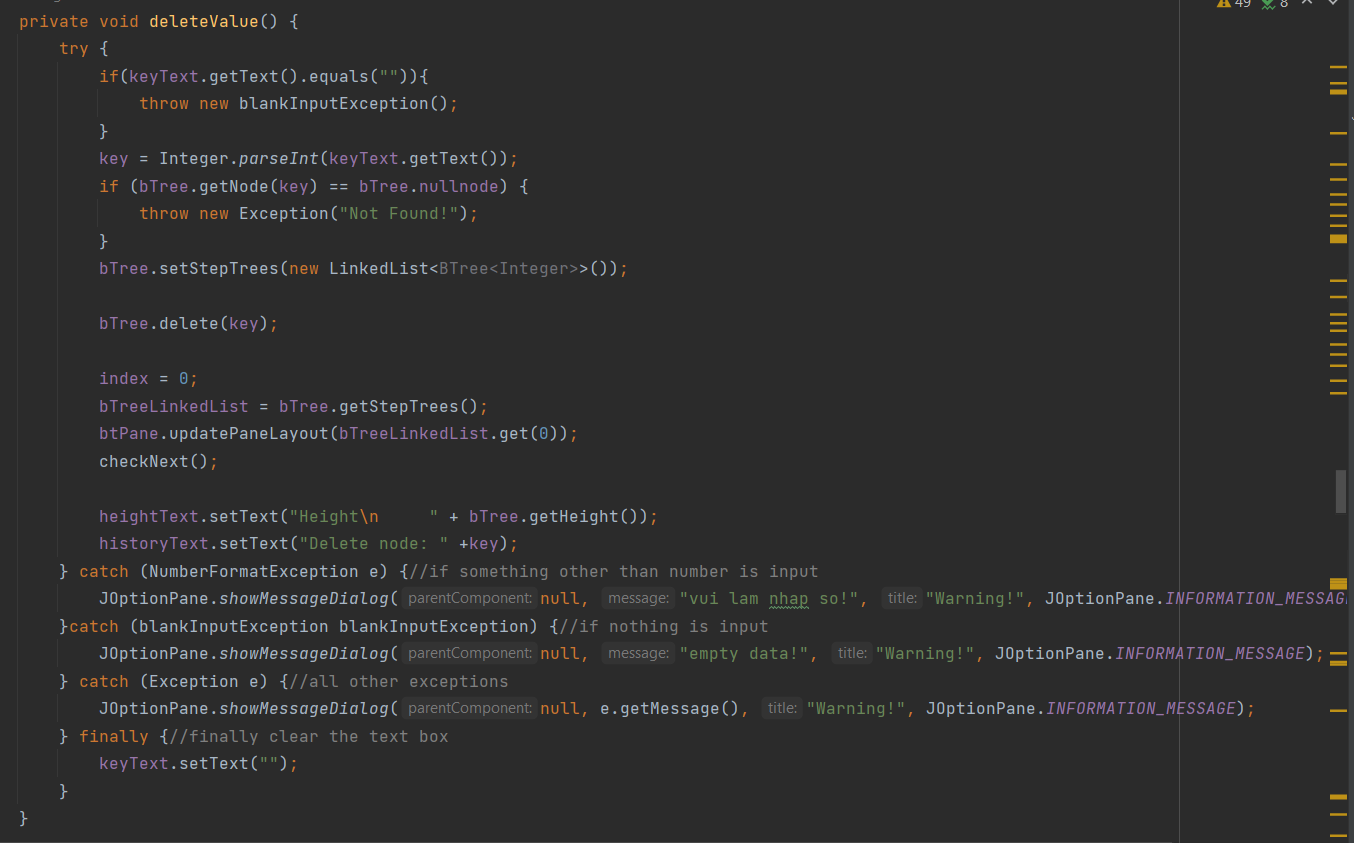 49 8
private void deleteValue() {
try {
if(keyText.getText().equals("")){
throw new blankInputException();
}
key = Integer.parseInt(keyText.getText());
if (bTree.getNode(key) == bTree.nullnode) {
throw new Exception("Not Found!");
}
bTree.setStepTrees(new LinkedList<BTree<Integer>>());
bTree.delete(key);
index = 0;
bTreeLinkedList = bTree.getStepTrees();
btPane.updatePaneLayout(bTreeLinkedList.get(0));
checkNext();
heightText.setText("Height\n     " + bTree.getHeight());
historyText.setText("Delete node: " +key);
} catch (NumberFormatException e) {//if something other than number is input
JOptionPane.showMessageDialog( parentComponent: null, message: "vui lam nhap so!", title: "Warning!", JOptionPane.INFORMATION_MESSAG
}catch (blankInputException blankInputException) {//if nothing is input
JOptionPane.showMessageDialog( parentComponent: null, message: "empty data!", title: "Warning!", JOptionPane.INFORMATION_MESSAGE);
} catch (Exception e) {//all other exceptions
JOptionPane.showMessageDialog( parentComponent: null, e.getMessage(), title: "Warning!", JOptionPane.INFORMATION_MESSAGE);
} finally {//finally clear the text box
keyText.setText("");
}
}